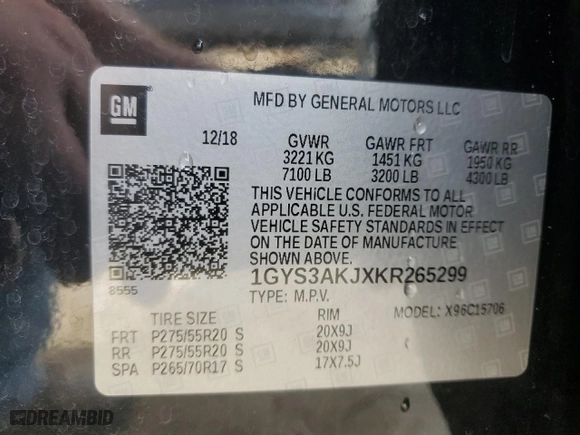 GM
MFD BY GENERAL MOTORS LLC
12/18 GVWR GAWR FRT GAWR RR
3221 KG 1451 KG 1950 KG
7100 LB 3200 LB 4300LB
THIS VEHICLE CONFORMS TO ALL
APPLICABLE U.S. FEDERAL MOTOR
VEHICLE SAFETY STANDARDS IN EFFECT
ON THE DATE OF MANUFACTURE
SHOWN ABOVE.
8555 1GYS3AKJXKR265299
TYPE: M.P.V. MODEL: X96C15706
TIRE SIZE RIM
FRT P275/55R20 S 20X9J
RR P275/55R20 S 20X9J
SPA P265/70R17 S 17X7.5J
DREAMBID